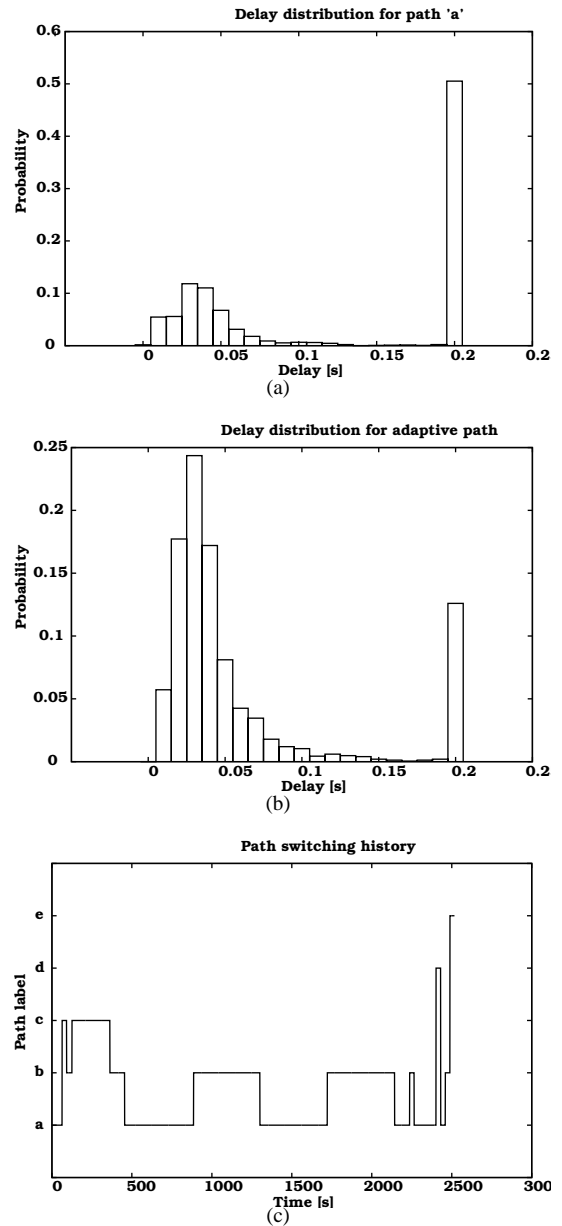 Delay distribution for path 'a'
0.6
0.5
0.4
0.3
0.2
0.1
0
Probability
0 0.05 0.1 0.15 0.2 0.2
Delay [s]
(a)
Delay distribution for adaptive path
0.25
0.2
0.15
0.1
0.05
0
Probability
0 0.05 0.1 0.15 0.2 0.2
Delay [s]
(b)
Path switching history
e
d
c
b
a
Path label
0 500 1000 1500 2000 2500 300
Time [s]
(c)